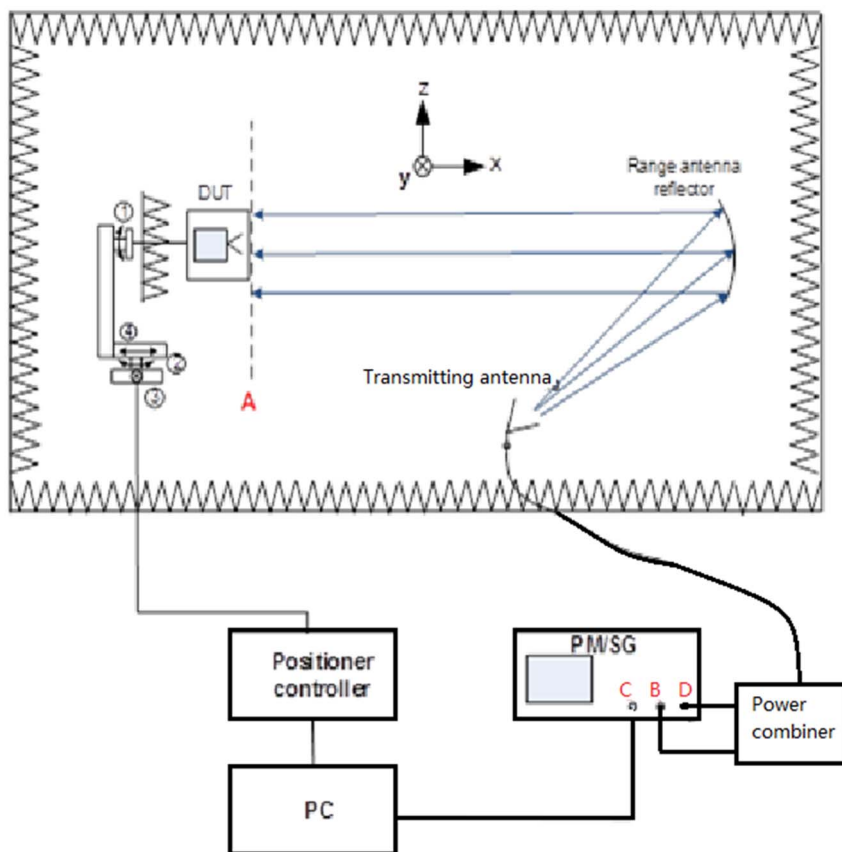 z
x
y
Range antenna
reflector
DUT
①
④
②
③
A
Transmitting antenna
PM/SG
C B D
Positioner
controller
Power
combiner
PC